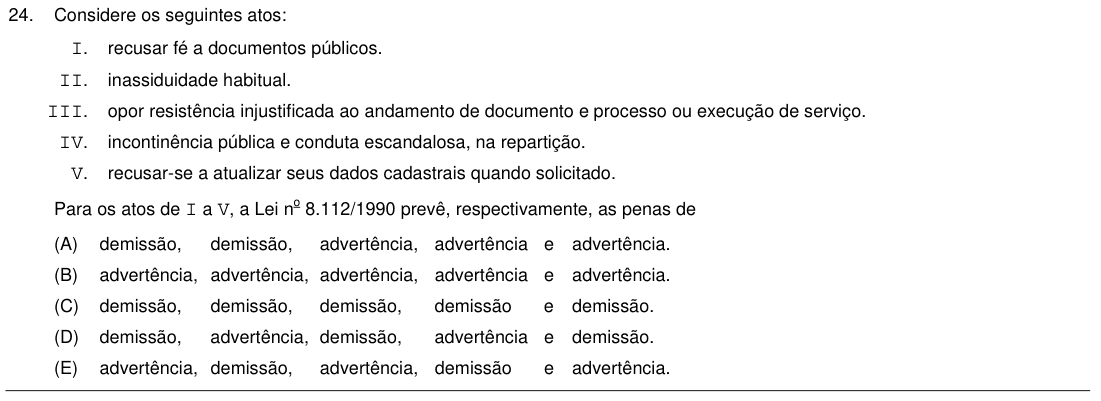 24. Considere os seguintes atos:
I. recusar fé a documentos públicos.
II. inassiduidade habitual.
III. opor resistência injustificada ao andamento de documento e processo ou execução de serviço.
IV. incontinência pública e conduta escandalosa, na repartição.
V. recusar-se a atualizar seus dados cadastrais quando solicitado.
Para os atos de I a V, a Lei nº 8.112/1990 prevê, respectivamente, as penas de
(A) demissão, demissão, advertência, advertência e advertência.
(B) advertência, advertência, advertência, advertência e advertência.
(C) demissão, demissão, demissão, demissão e demissão.
(D) demissão, advertência, demissão, advertência e demissão.
(E) advertência, demissão, advertência, demissão e advertência.